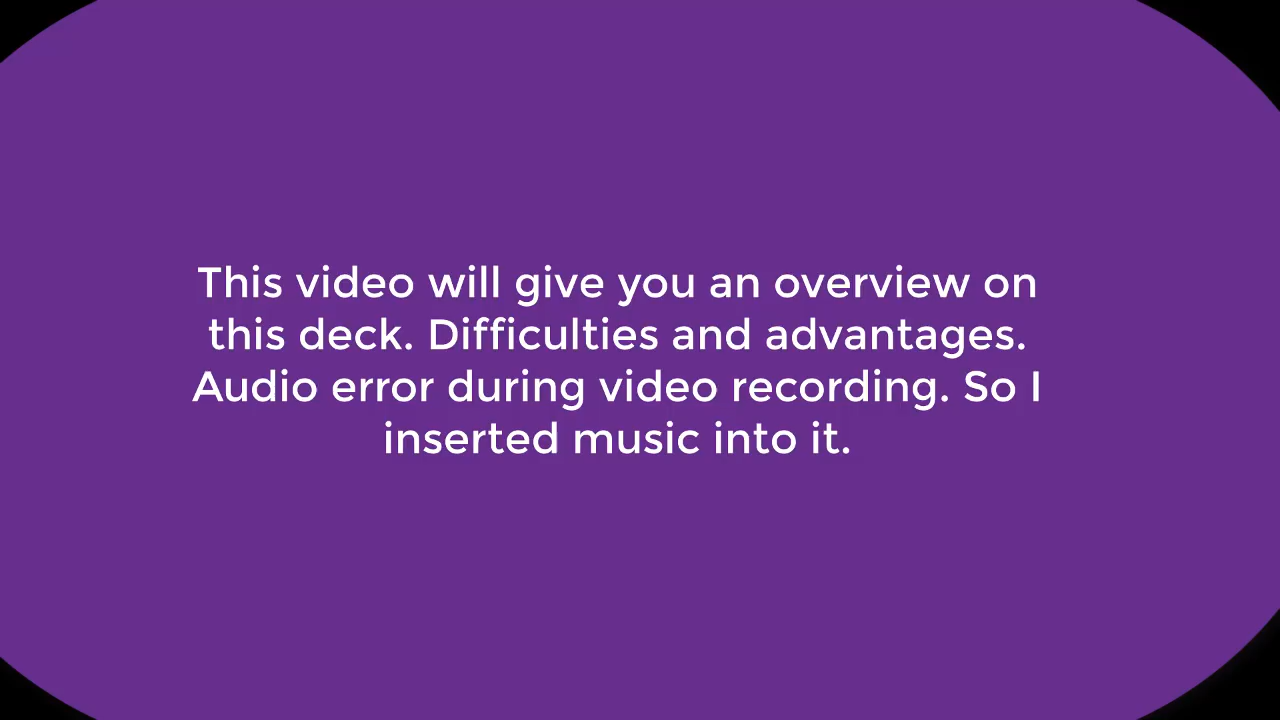 This video will give you an overview on
this deck. Difficulties and advantages.
Audio error during video recording. So I
inserted music into it.